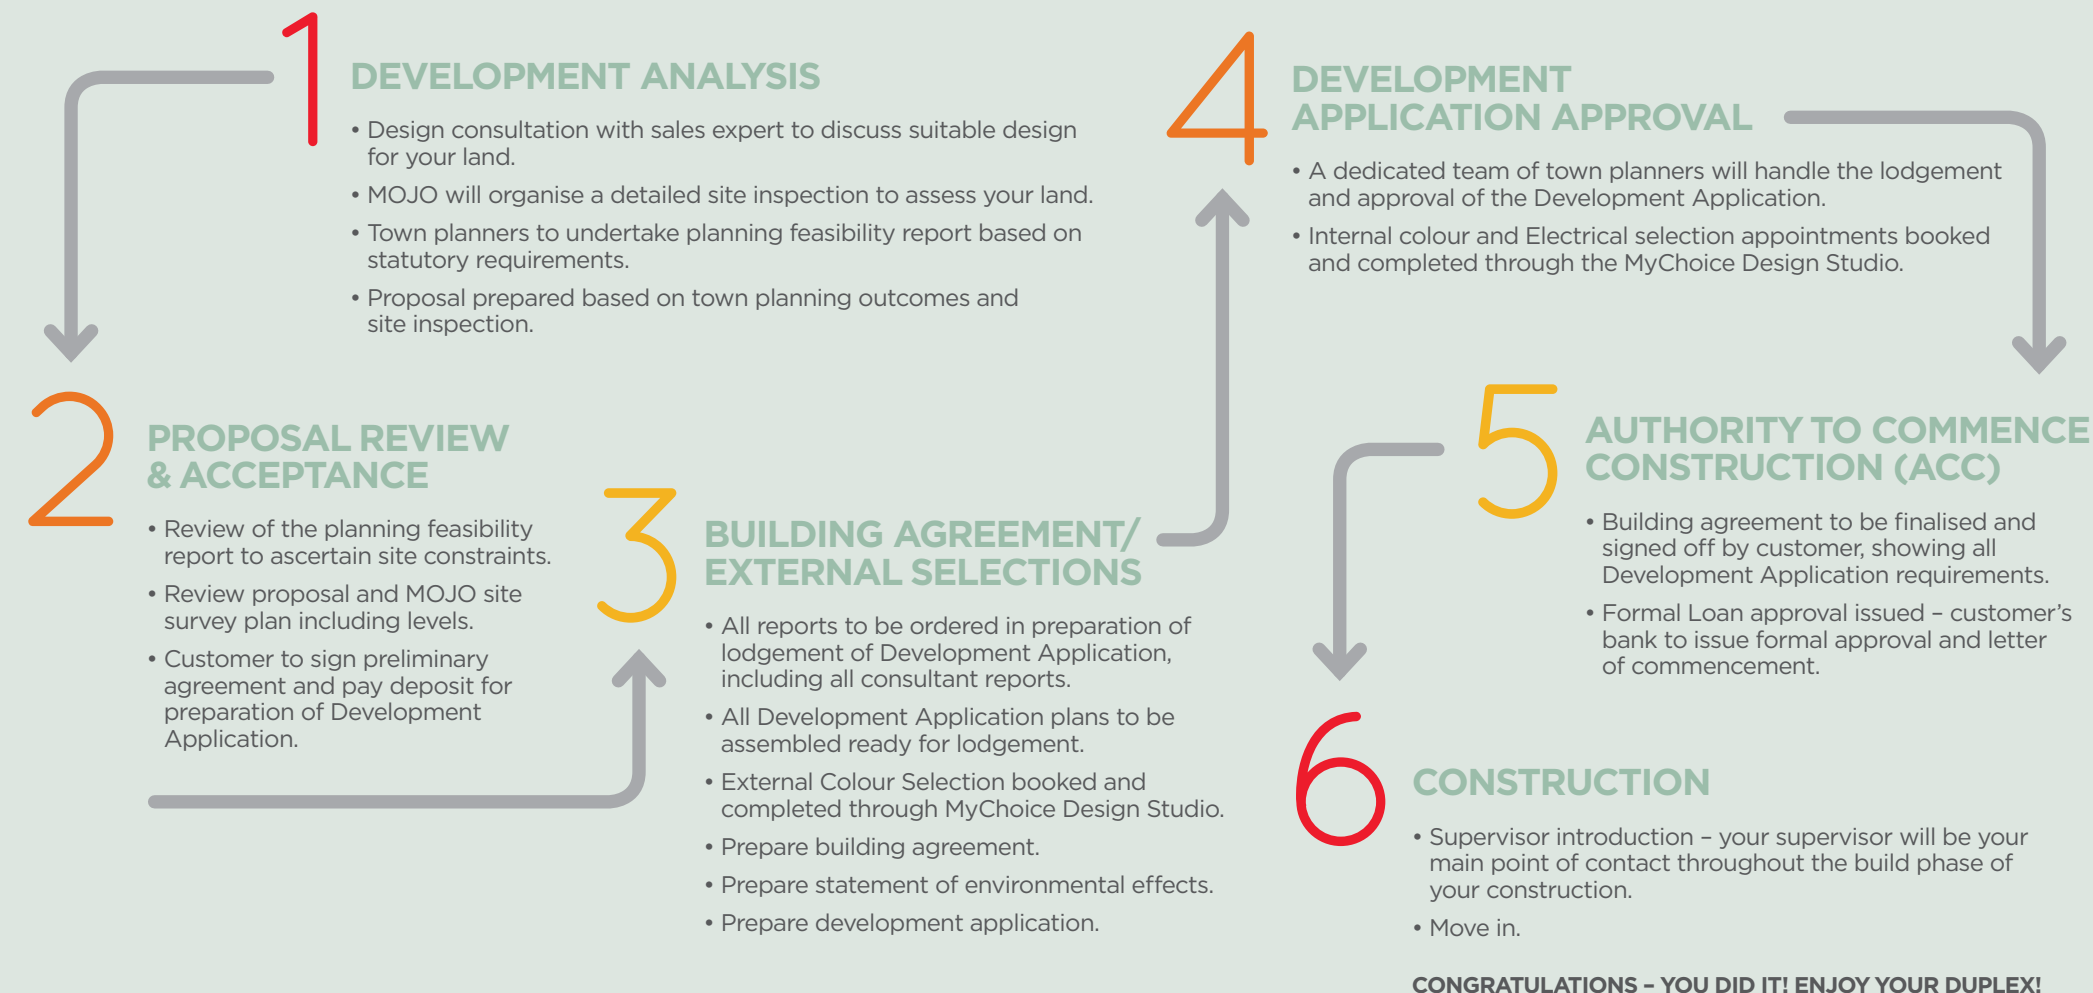 1
DEVELOPMENT ANALYSIS
• Design consultation with sales expert to discuss suitable design
for your land.
• MOJO will organise a detailed site inspection to assess your land.
• Town planners to undertake planning feasibility report based on
statutory requirements.
• Proposal prepared based on town planning outcomes and
site inspection.
2
PROPOSAL REVIEW
& ACCEPTANCE
• Review of the planning feasibility
report to ascertain site constraints.
• Review proposal and MOJO site
survey plan including levels.
• Customer to sign preliminary
agreement and pay deposit for
preparation of Development
Application.
3
BUILDING AGREEMENT/
EXTERNAL SELECTIONS
• All reports to be ordered in preparation of
lodgement of Development Application,
including all consultant reports.
• All Development Application plans to be
assembled ready for lodgement.
• External Colour Selection booked and
completed through MyChoice Design Studio.
• Prepare building agreement.
• Prepare statement of environmental effects.
• Prepare development application.
4
DEVELOPMENT
APPLICATION APPROVAL
• A dedicated team of town planners will handle the lodgement
and approval of the Development Application.
• Internal colour and Electrical selection appointments booked
and completed through the MyChoice Design Studio.
5
AUTHORITY TO COMMENCE
CONSTRUCTION (ACC)
• Building agreement to be finalised and
signed off by customer, showing all
Development Application requirements.
• Formal Loan approval issued – customer's
bank to issue formal approval and letter
of commencement.
6
CONSTRUCTION
• Supervisor introduction – your supervisor will be your
main point of contact throughout the build phase of
your construction.
• Move in.
CONGRATULATIONS – YOU DID IT! ENJOY YOUR DUPLEX!